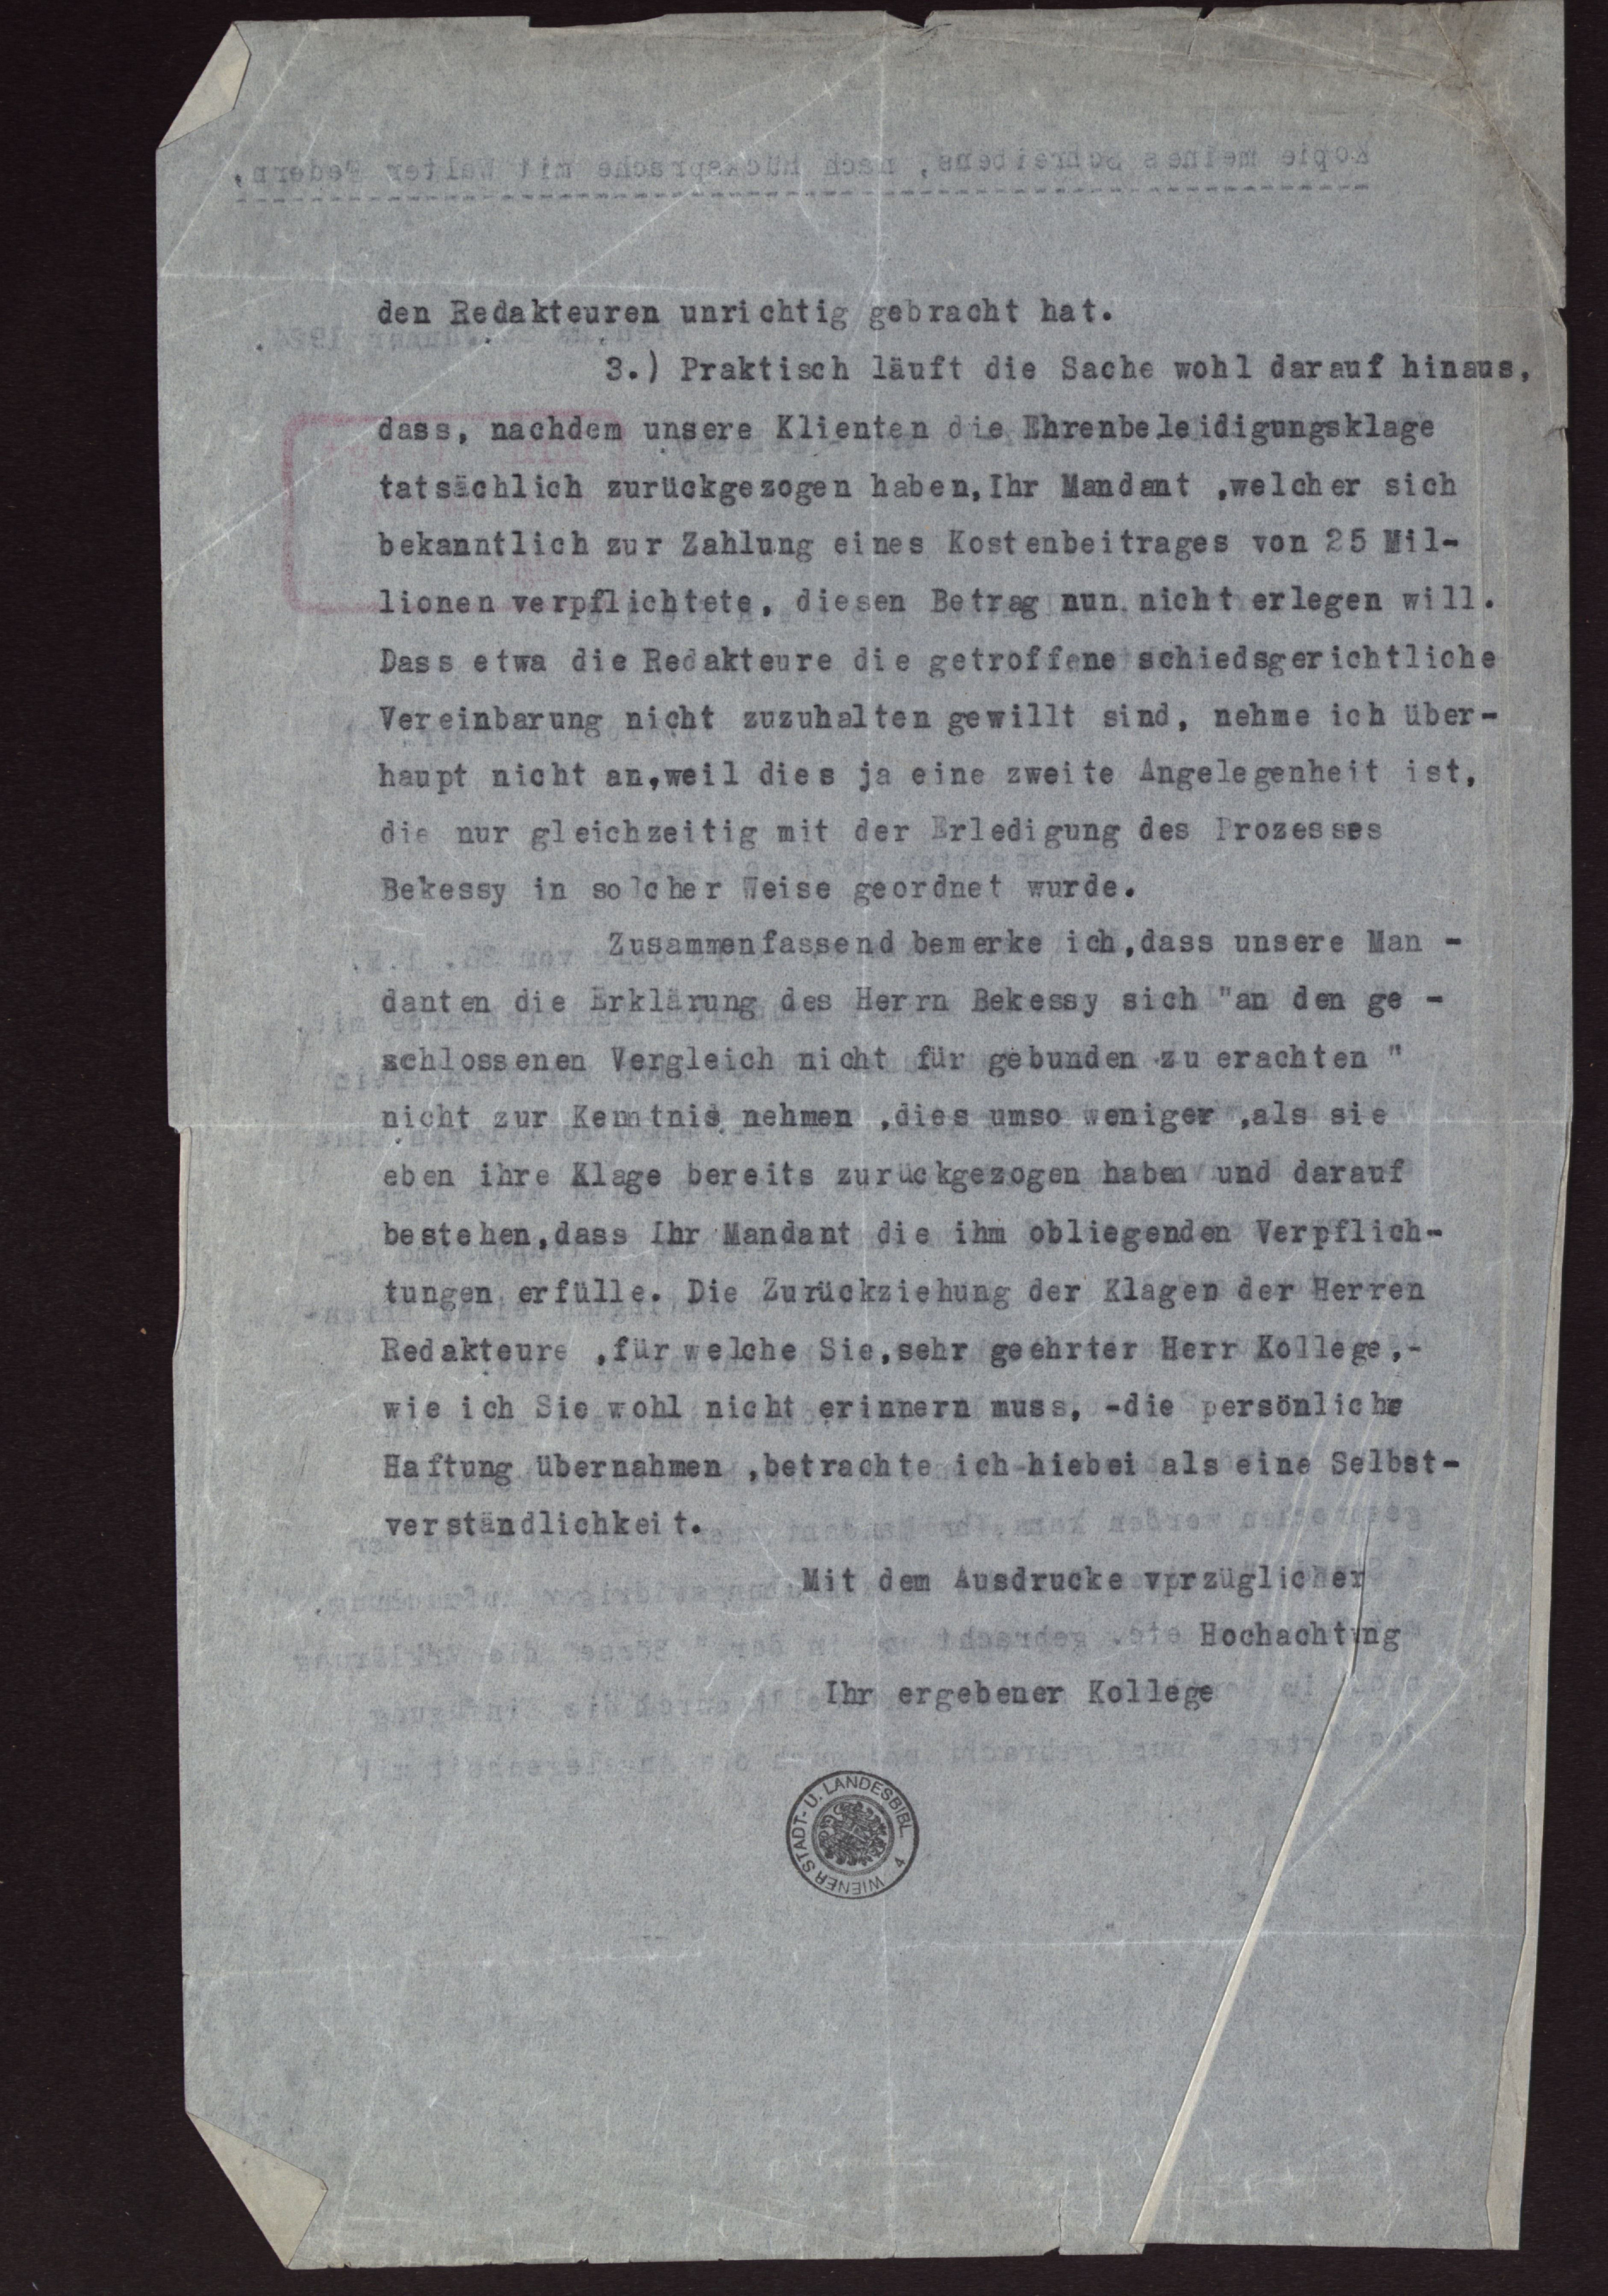 den Redakteuren unrichtig gebracht hat.
3.) Praktisch läuft die Sache wohl darauf hinaus,
dass, nachdem unsere Klienten die Ehrenbeleidigungsklage
tatsächlich zurückgezogen haben, Ihr Mandant ,welcher sich
bekanntlich zur Zahlung eines Kostenbeitrages von 25 Mil-
lionen verpflichtete, diesen Betrag nun nicht erlegen will.
Dass etwa die Redakteure die getroffene schiedsgerichtliche
Vereinbarung nicht zuzuhalten gewillt sind, nehme ich über-
haupt nicht an,weil dies ja eine zweite Angelegenheit ist,
die nur gleichzeitig mit der Erledigung des Prozesses
Bekessy in solcher Weise geordnet wurde.
Zusammenfassend bemerke ich,dass unsere Man -
danten die Erklärung des Herrn Bekessy sich "an den ge -
schlossenen Vergleich nicht für gebunden zu erachten "
nicht zur Kenntnis nehmen ,dies umso weniger ,als sie
eben ihre Klage bereits zurückgezogen haben und darauf
bestehen,dass Ihr Mandant die ihm obliegenden Verpflich-
tungen erfülle. Die Zurückziehung der Klagen der Herren
Redakteure ,für welche Sie,sehr geehrter Herr Kollege,-
wie ich Sie wohl nicht erinnern muss, -die persönliche
Haftung übernahmen ,betrachte ich hiebei als eine Selbst-
verständlichkeit.
Mit dem Ausdrucke vprzüglicher
Hochachtung
Ihr ergebener Kollege
WIENER STADT- U. LANDESBIBL. 4